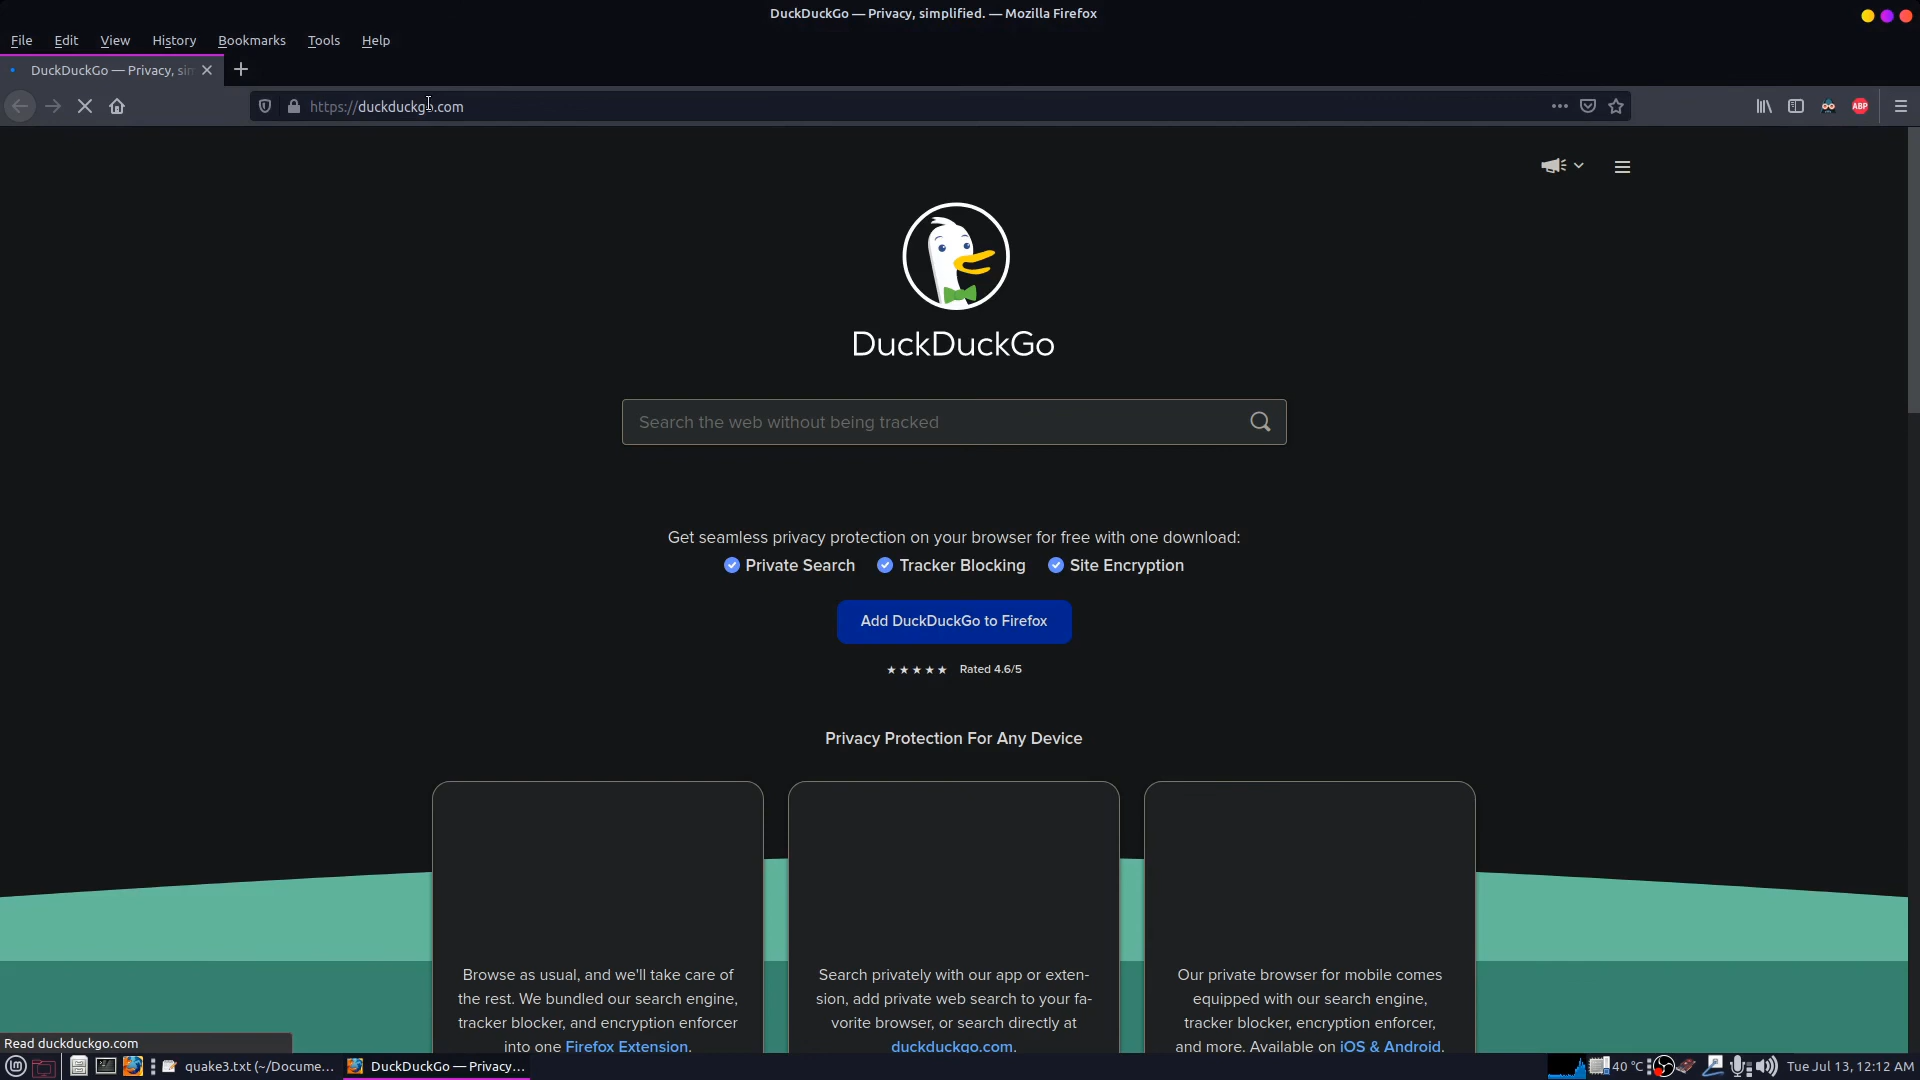 DuckDuckGo — Privacy, simplified. — Mozilla Firefox
File Edit View History Bookmarks Tools Help
DuckDuckGo — Privacy, sim
https://duckduckgo.com
ABP
DuckDuckGo
Search the web without being tracked
Get seamless privacy protection on your browser for free with one download:
Private Search Tracker Blocking Site Encryption
Add DuckDuckGo to Firefox
★★★★★ Rated 4.6/5
Privacy Protection For Any Device
Browse as usual, and we'll take care of
the rest. We bundled our search engine,
tracker blocker, and encryption enforcer
into one Firefox Extension.
Search privately with our app or exten-
sion, add private web search to your fa-
vorite browser, or search directly at
duckduckgo.com.
Our private browser for mobile comes
equipped with our search engine,
tracker blocker, encryption enforcer,
and more. Available on iOS & Android.
Read duckduckgo.com
quake3.txt (~/Docume... DuckDuckGo — Privacy... 40 °C Tue Jul 13, 12:12 AM